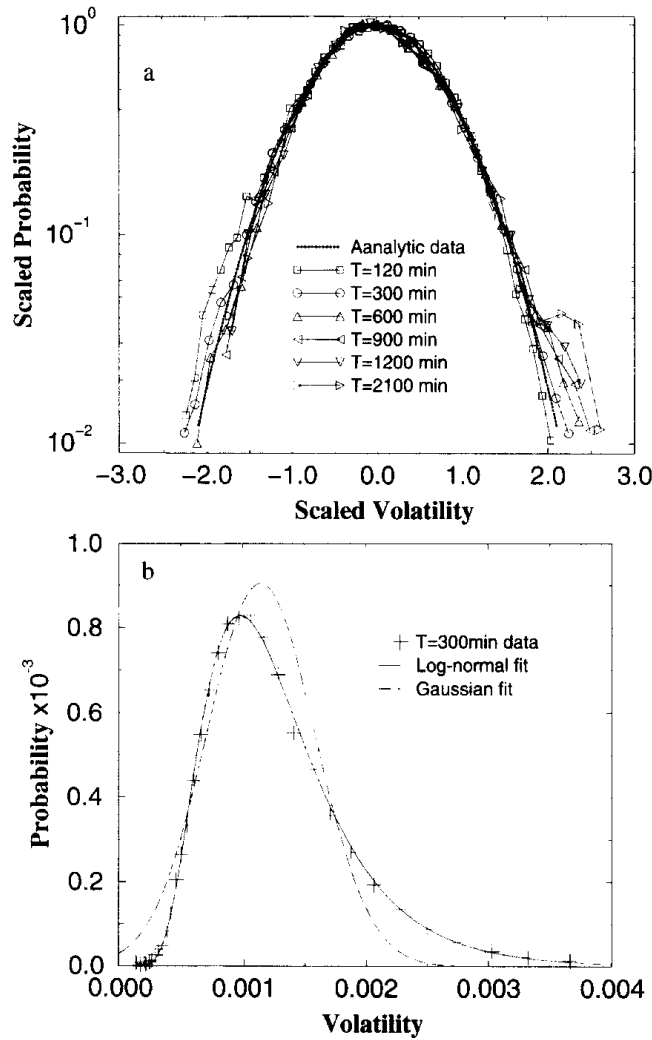 10^0
a
10^-1
Scaled Probability
Aanalytic data
T=120 min
T=300 min
T=600 min
T=900 min
T=1200 min
T=2100 min
10^-2
−3.0 −2.0 −1.0 0.0 1.0 2.0 3.0
Scaled Volatility
1.0
b
0.8
0.6
0.4
0.2
0.0
Probability x10^-3
T=300min data
Log-normal fit
Gaussian fit
0.000 0.001 0.002 0.003 0.004
Volatility